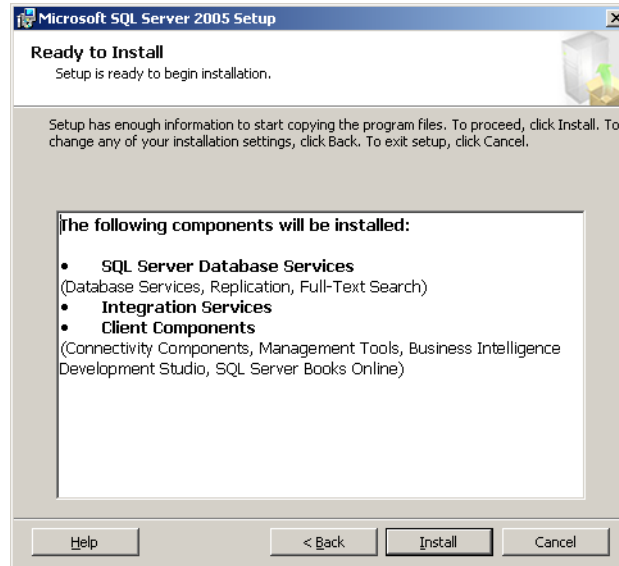 Microsoft SQL Server 2005 Setup
Ready to Install
Setup is ready to begin installation.
Setup has enough information to start copying the program files. To proceed, click Install. To
change any of your installation settings, click Back. To exit setup, click Cancel.
The following components will be installed:
• SQL Server Database Services
(Database Services, Replication, Full-Text Search)
• Integration Services
• Client Components
(Connectivity Components, Management Tools, Business Intelligence
Development Studio, SQL Server Books Online)
Help < Back Install Cancel